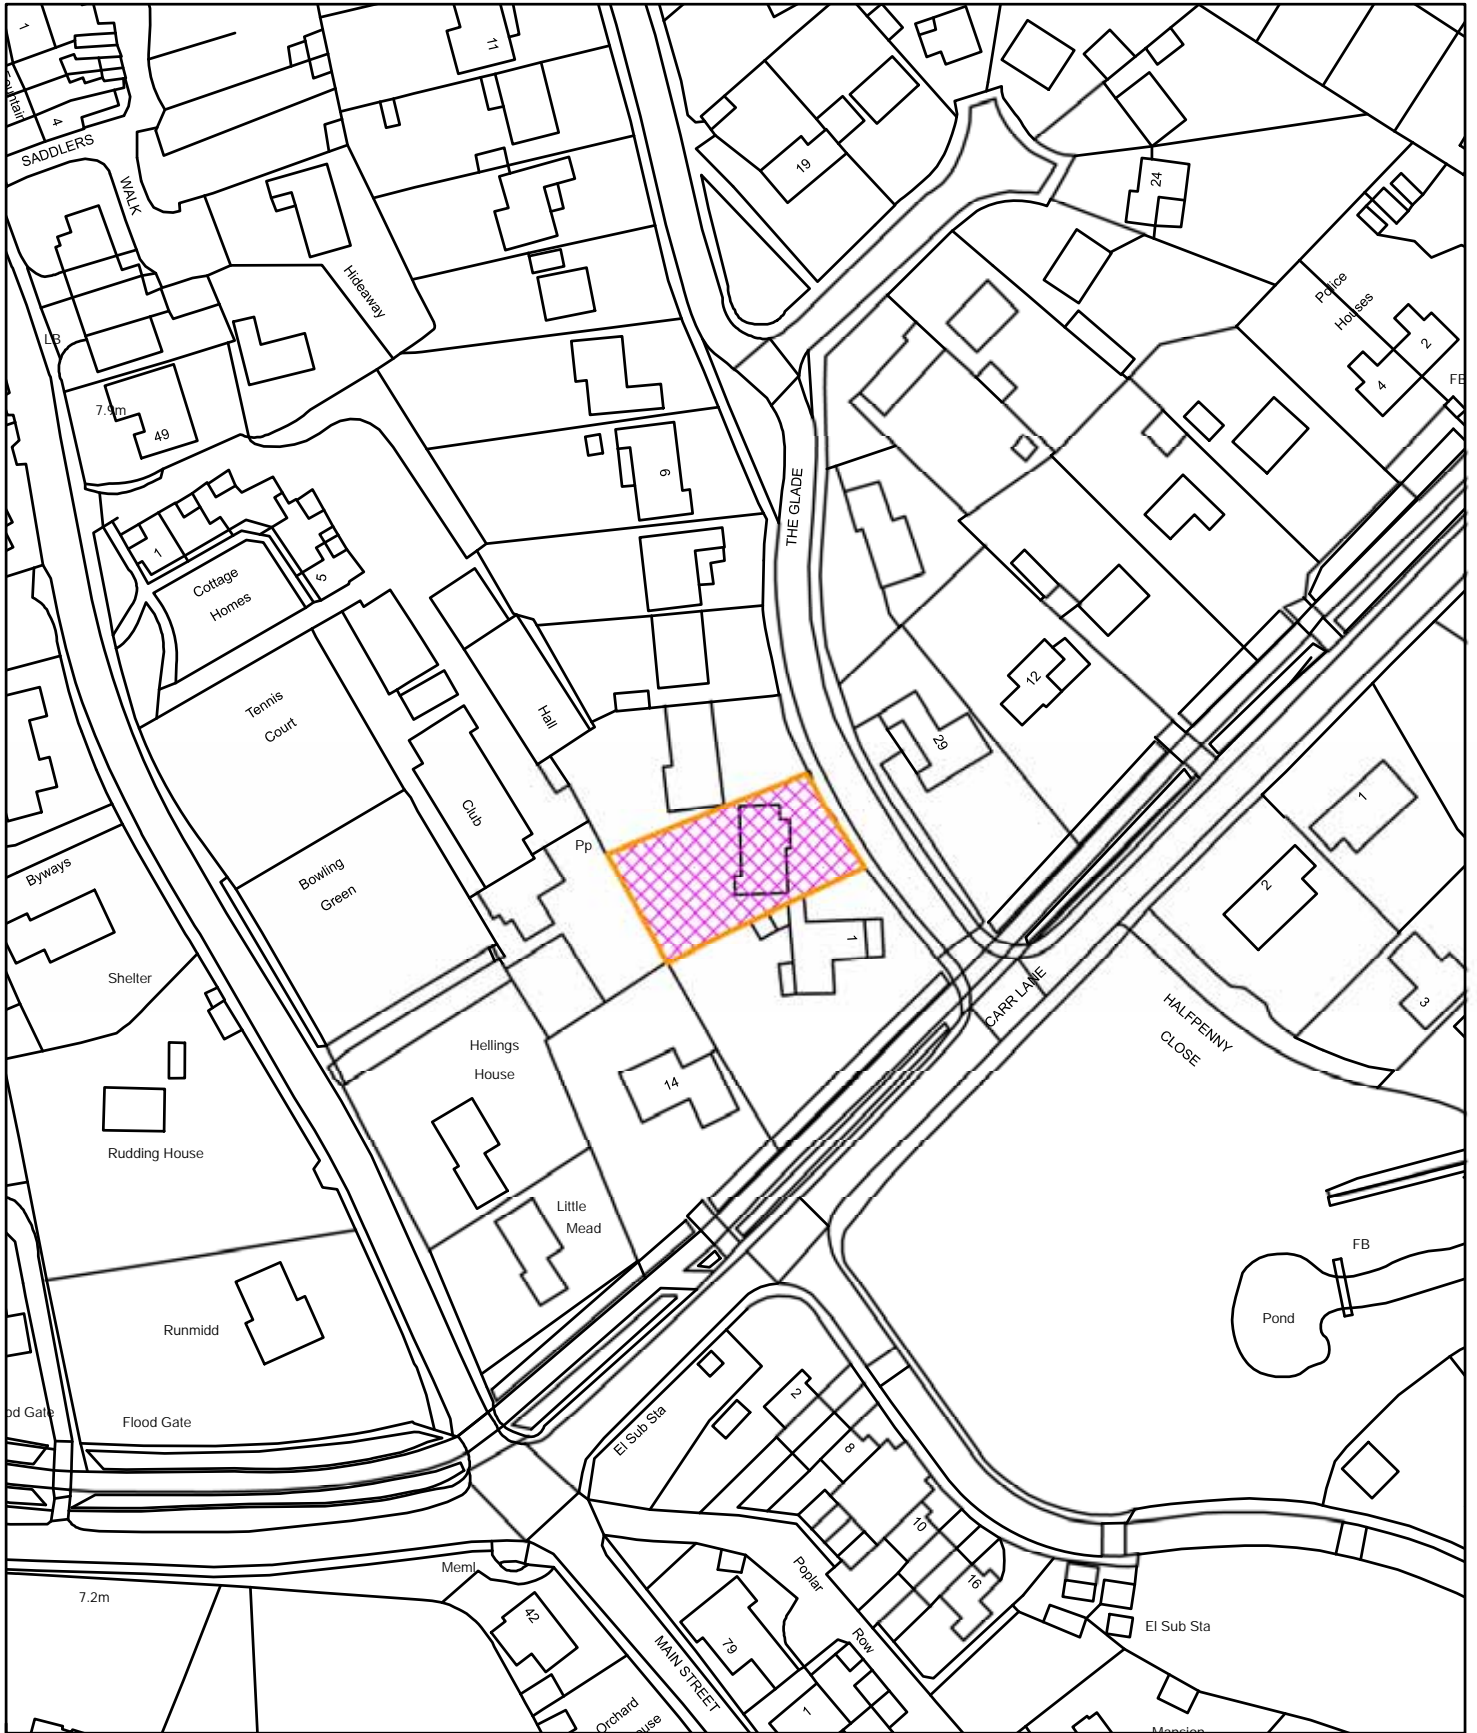 1
11
4
SADDLERS
WALK
19
24
Hideaway
Police
Houses
2
4
LB
7.9m
49
9
THE GLADE
1
5
Cottage
Homes
12
Tennis
Court
Hall
29
Club
1
Pp
Bowling
Green
2
Byways
1
3
Shelter
CARR LANE
HALFPENNY
CLOSE
Hellings
House
14
Rudding House
Little
Mead
FB
Pond
Runmidd
Flood Gate
2
8
El Sub Sta
10
Meml
Poplar
Row
16
7.2m
42
79
MAIN STREET
El Sub Sta
1
Orchard